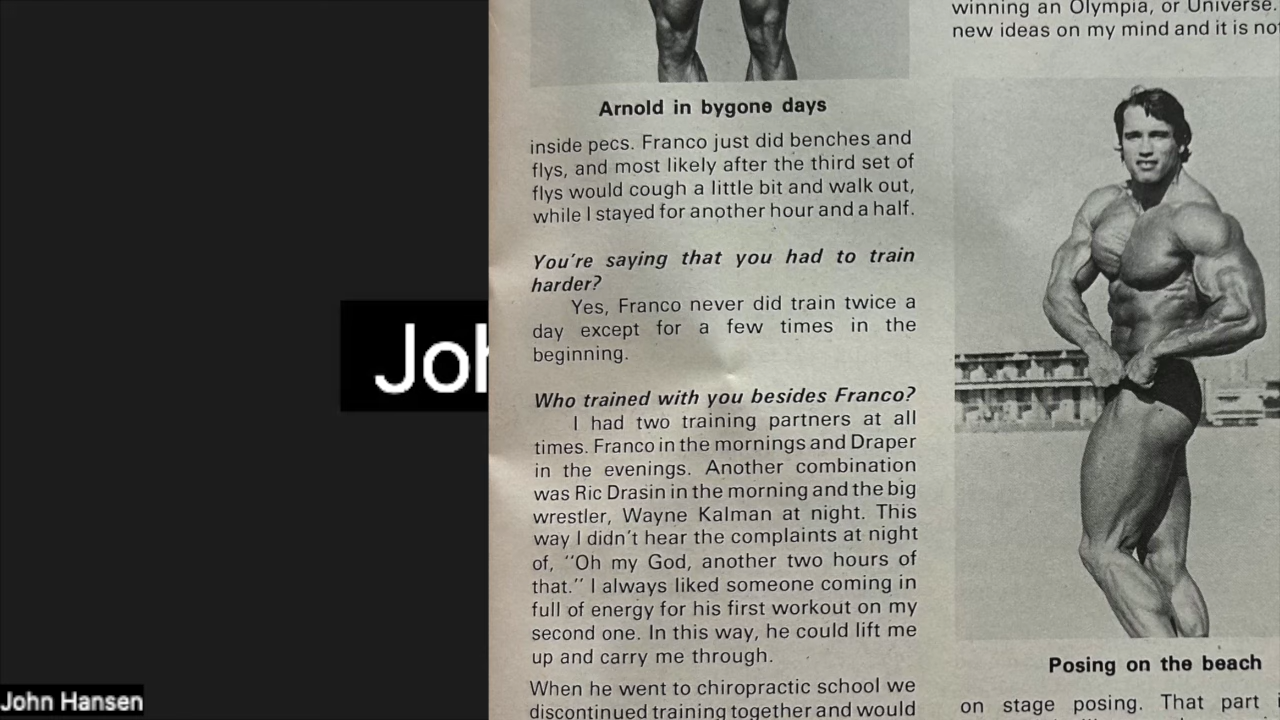 Joh
John Hansen
Arnold in bygone days
inside pecs. Franco just did benches and
flys, and most likely after the third set of
flys would cough a little bit and walk out,
while I stayed for another hour and a half.
You're saying that you had to train
harder?
Yes, Franco never did train twice a
day except for a few times in the
beginning.
Who trained with you besides Franco?
I had two training partners at all
times. Franco in the mornings and Draper
in the evenings. Another combination
was Ric Drasin in the morning and the big
wrestler, Wayne Kalman at night. This
way I didn't hear the complaints at night
of, "Oh my God, another two hours of
that." I always liked someone coming in
full of energy for his first workout on my
second one. In this way, he could lift me
up and carry me through.
When he went to chiropractic school we
discontinued training together and would
winning an Olympia, or Universe.
new ideas on my mind and it is not
Posing on the beach
on stage posing. That part